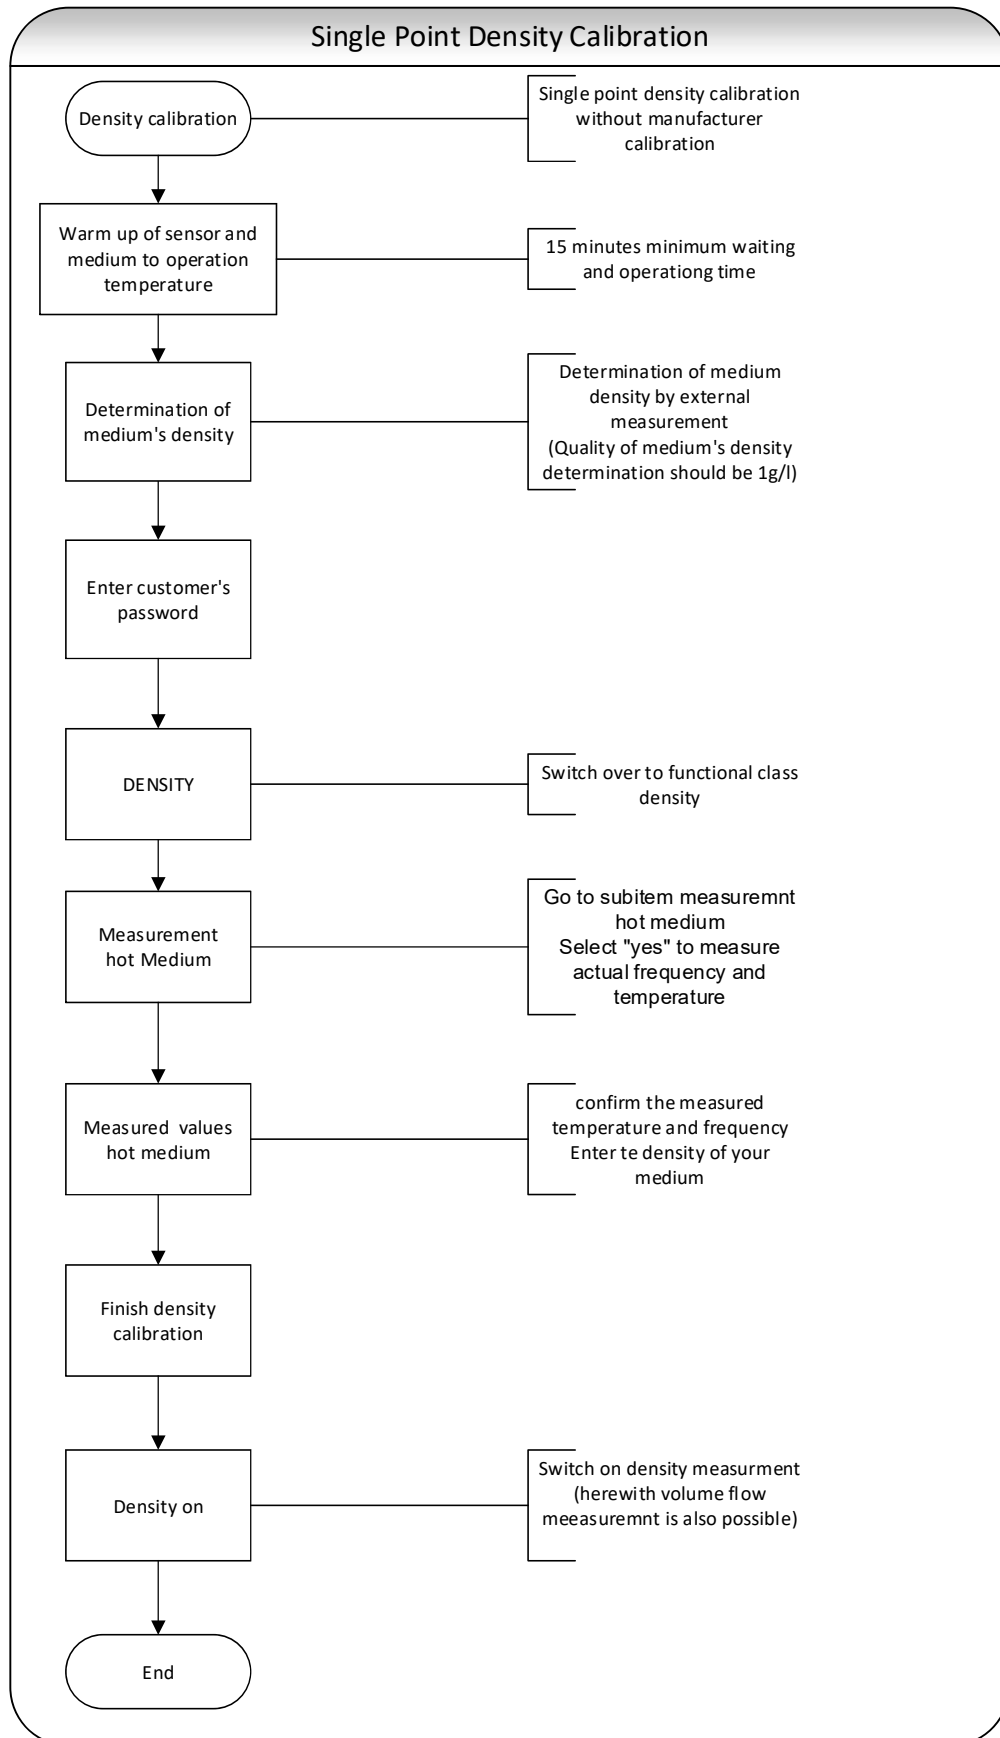 Single Point Density Calibration
Density calibration
Single point density calibration
without manufacturer
calibration
Warm up of sensor and
medium to operation
temperature
15 minutes minimum waiting
and operationg time
Determination of
medium's density
Determination of medium
density by external
measurement
(Quality of medium's density
determination should be 1g/l)
Enter customer's
password
DENSITY
Switch over to functional class
density
Measurement
hot Medium
Go to subitem measuremnt
hot medium
Select "yes" to measure
actual frequency and
temperature
Measured values
hot medium
confirm the measured
temperature and frequency
Enter te density of your
medium
Finish density
calibration
Density on
Switch on density measurment
(herewith volume flow
meeasuremnt is also possible)
End